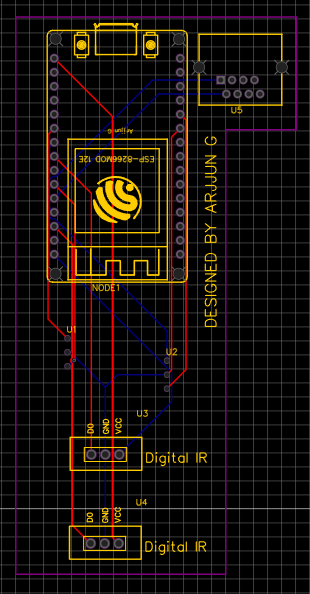 U5
Arjjun G
ESP-8266MOD 12E
DESIGNED BY ARJJUN G
NODE1
U1
U2
U3
DO GND VCC
Digital IR
U4
DO GND VCC
Digital IR